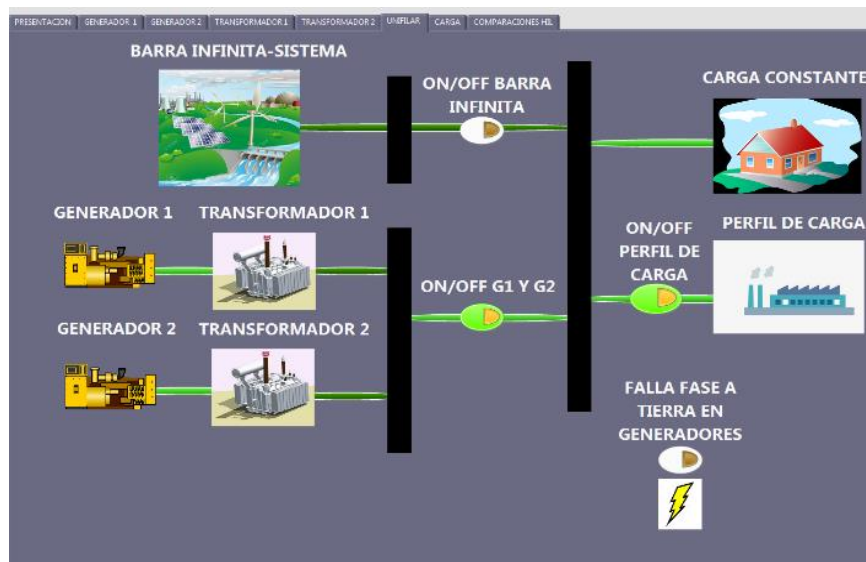 PRESENTACION GENERADOR 1 GENERADOR 2 TRANSFORMADOR 1 TRANSFORMADOR 2 UNIFILAR CARGA COMPARACIONES HIL
BARRA INFINITA-SISTEMA
ON/OFF BARRA
INFINITA
CARGA CONSTANTE
GENERADOR 1
TRANSFORMADOR 1
ON/OFF
PERFIL DE
CARGA
PERFIL DE CARGA
ON/OFF G1 Y G2
GENERADOR 2
TRANSFORMADOR 2
FALLA FASE A
TIERRA EN
GENERADORES